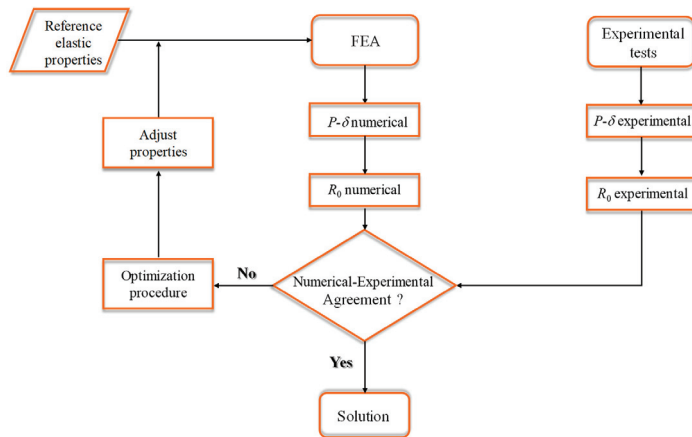 Reference
elastic
properties
FEA
Experimental
tests
P-δ numerical
P-δ experimental
Adjust
properties
R₀ numerical
R₀ experimental
Optimization
procedure
No
Numerical-Experimental
Agreement ?
Yes
Solution